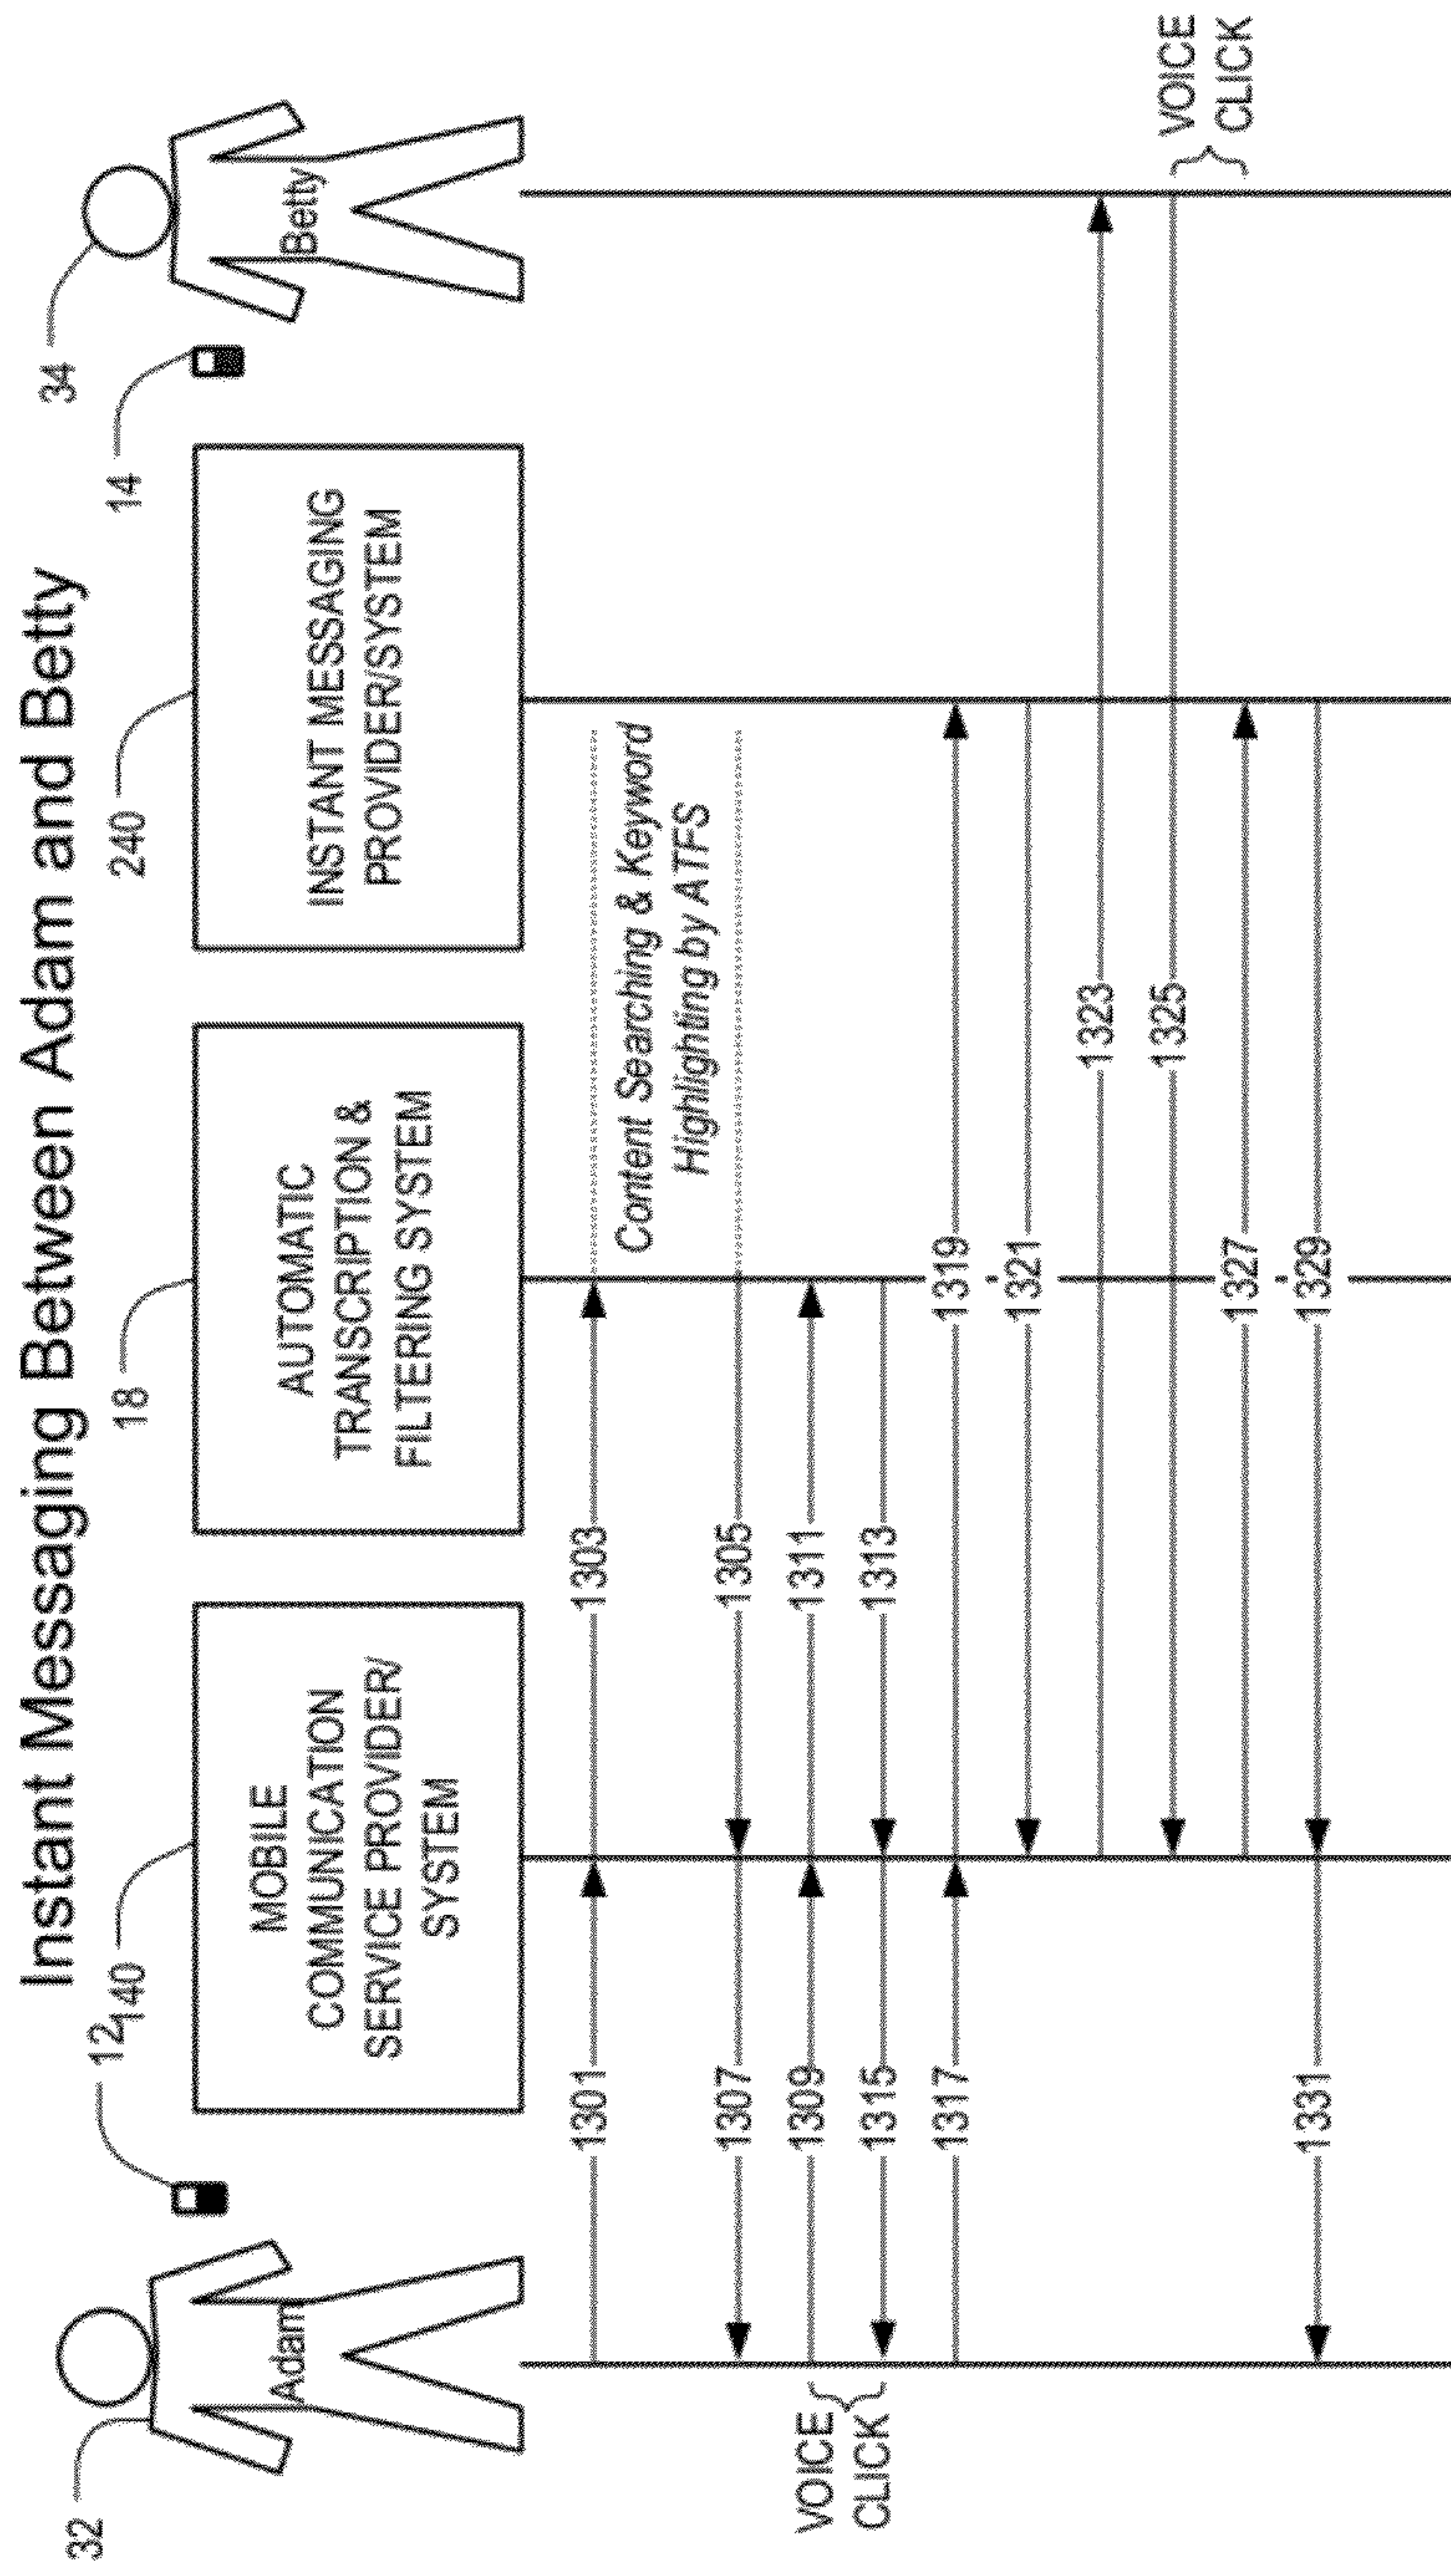 Instant Messaging Between Adam and Betty
32
12
140
18
240
14
34
Adam
MOBILE
COMMUNICATION
SERVICE PROVIDER/
SYSTEM
AUTOMATIC
TRANSCRIPTION &
FILTERING SYSTEM
INSTANT MESSAGING
PROVIDER/SYSTEM
Betty
1301
1303
Content Searching & Keyword
Highlighting by ATFS
1307
1305
VOICE
CLICK
1309
1311
1315
1313
1317
1319
1321
1323
1325
VOICE
CLICK
1327
1331
1329